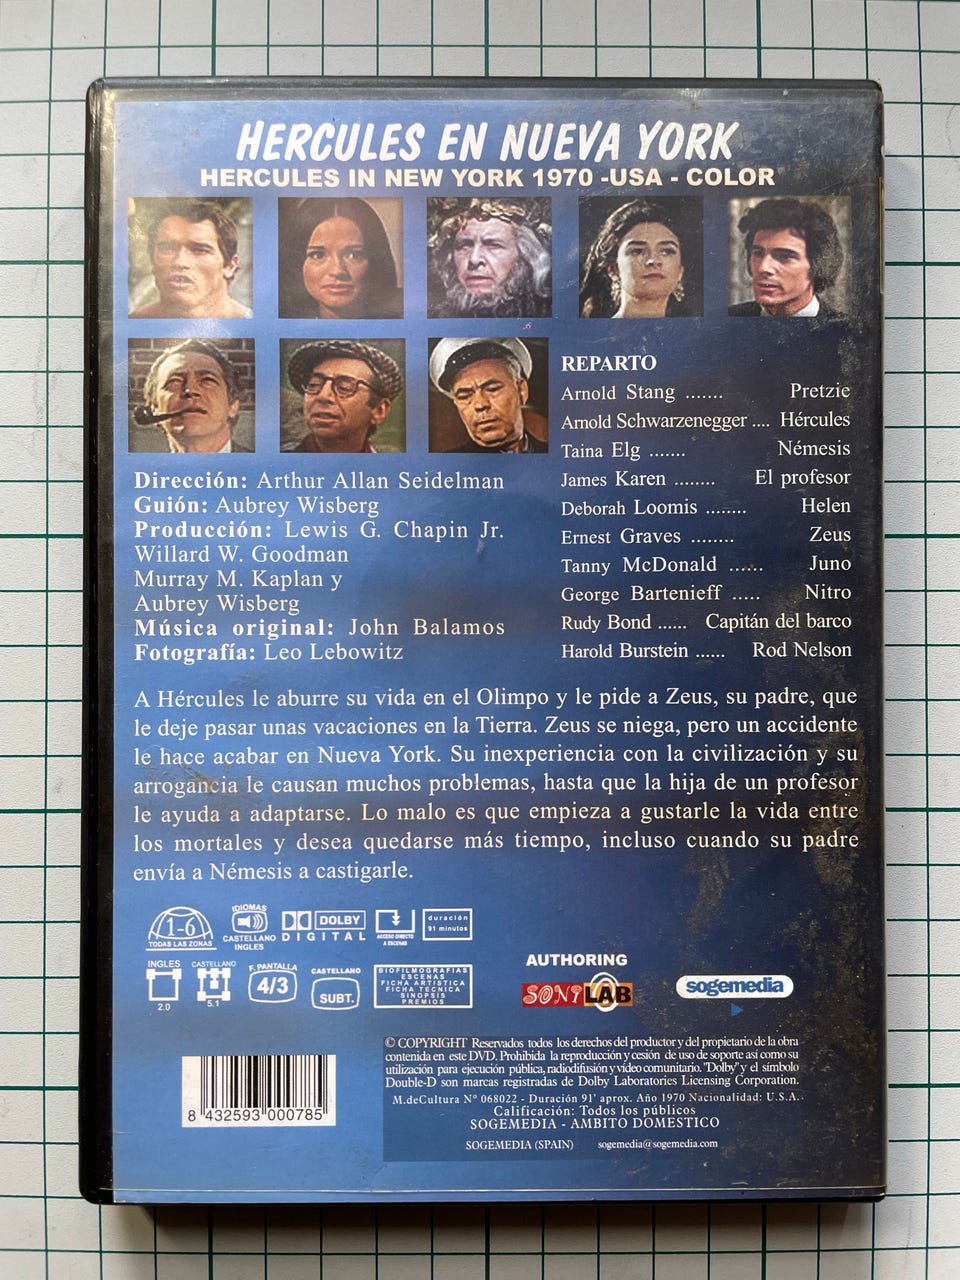 HERCULES EN NUEVA YORK
HERCULES IN NEW YORK 1970 -USA - COLOR
REPARTO
Arnold Stang ....... Pretzie
Arnold Schwarzenegger .... Hércules
Taina Elg ....... Némesis
James Karen ........ El profesor
Deborah Loomis ........ Helen
Ernest Graves ........ Zeus
Tanny McDonald ...... Juno
George Bartenieff ..... Nitro
Rudy Bond ...... Capitán del barco
Harold Burstein ...... Rod Nelson
Dirección: Arthur Allan Seidelman
Guión: Aubrey Wisberg
Producción: Lewis G. Chapin Jr.
Willard W. Goodman
Murray M. Kaplan y
Aubrey Wisberg
Música original: John Balamos
Fotografía: Leo Lebowitz
A Hércules le aburre su vida en el Olimpo y le pide a Zeus, su padre, que
le deje pasar unas vacaciones en la Tierra. Zeus se niega, pero un accidente
le hace acabar en Nueva York. Su inexperiencia con la civilización y su
arrogancia le causan muchos problemas, hasta que la hija de un profesor
le ayuda a adaptarse. Lo malo es que empieza a gustarle la vida entre
los mortales y desea quedarse más tiempo, incluso cuando su padre
envía a Némesis a castigarle.
1-6
TODAS LAS ZONAS
IDIOMAS
CASTELLANO
INGLES
DOLBY
DIGITAL
ACCESO DIRECTO
A ESCENAS
duración
91 minutos
INGLES
2.0
CASTELLANO
5.1
F. PANTALLA
4/3
CASTELLANO
SUBT.
BIOFILMOGRAFIAS
ESCENAS
FICHA ARTISTICA
FICHA TECNICA
SINOPSIS
PREMIOS
AUTHORING
SONILAB
sogemedia
© COPYRIGHT Reservados todos los derechos del productor y del propietario de la obra
contenida en este DVD. Prohibida la reproducción y cesión de uso de soporte así como su
utilización para ejecución pública, radiodifusión y vídeo comunitario. "Dolby" y el símbolo
Double-D son marcas registradas de Dolby Laboratories Licensing Corporation.
M.deCultura Nº 068022 - Duración 91' aprox. Año 1970 Nacionalidad: U.S.A.
Calificación: Todos los públicos
SOGEMEDIA - AMBITO DOMESTICO
SOGEMEDIA (SPAIN) sogemedia@sogemedia.com
8 432593 000785